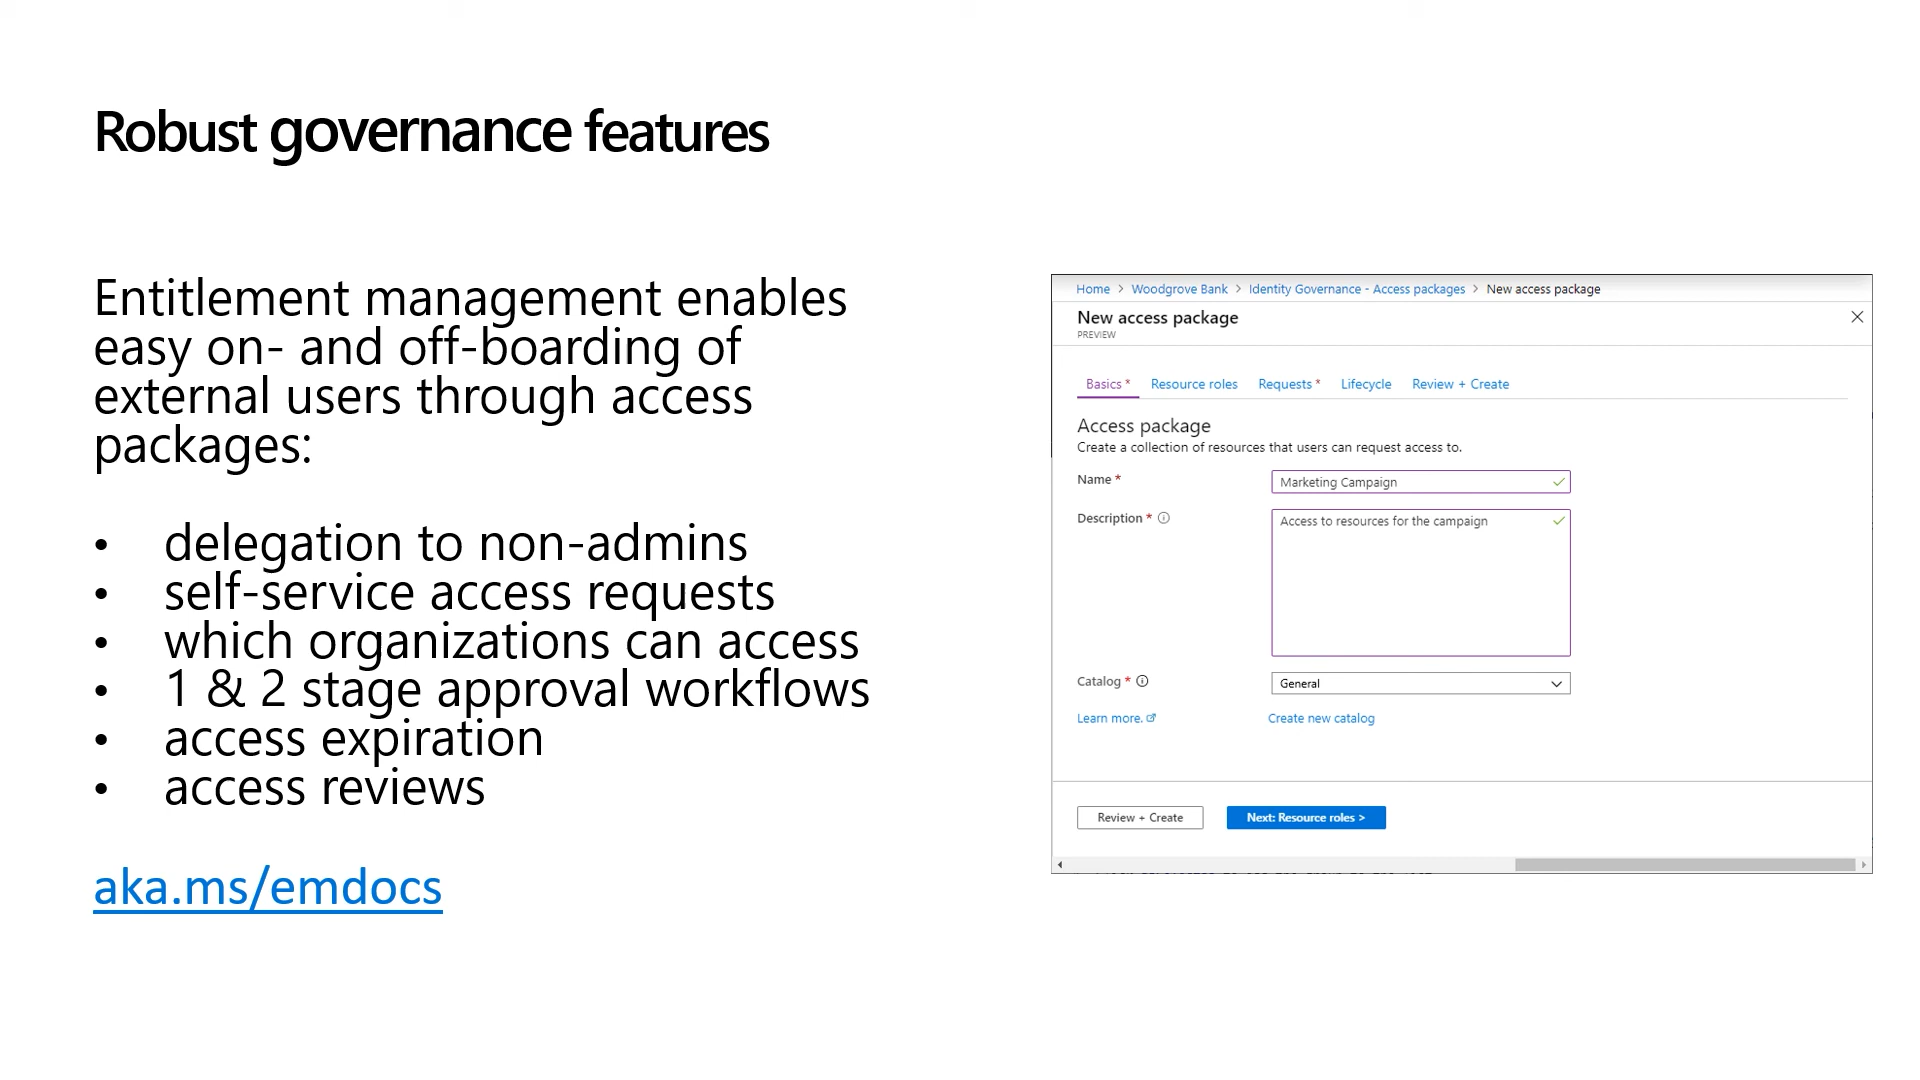 Robust governance features
Entitlement management enables
easy on- and off-boarding of
external users through access
packages:
• delegation to non-admins
• self-service access requests
• which organizations can access
• 1 & 2 stage approval workflows
• access expiration
• access reviews
aka.ms/emdocs
Home > Woodgrove Bank > Identity Governance - Access packages > New access package
New access package
PREVIEW
Basics * Resource roles Requests * Lifecycle Review + Create
Access package
Create a collection of resources that users can request access to.
Name * Marketing Campaign
Description * Access to resources for the campaign
Catalog * General
Learn more. Create new catalog
Review + Create Next: Resource roles >